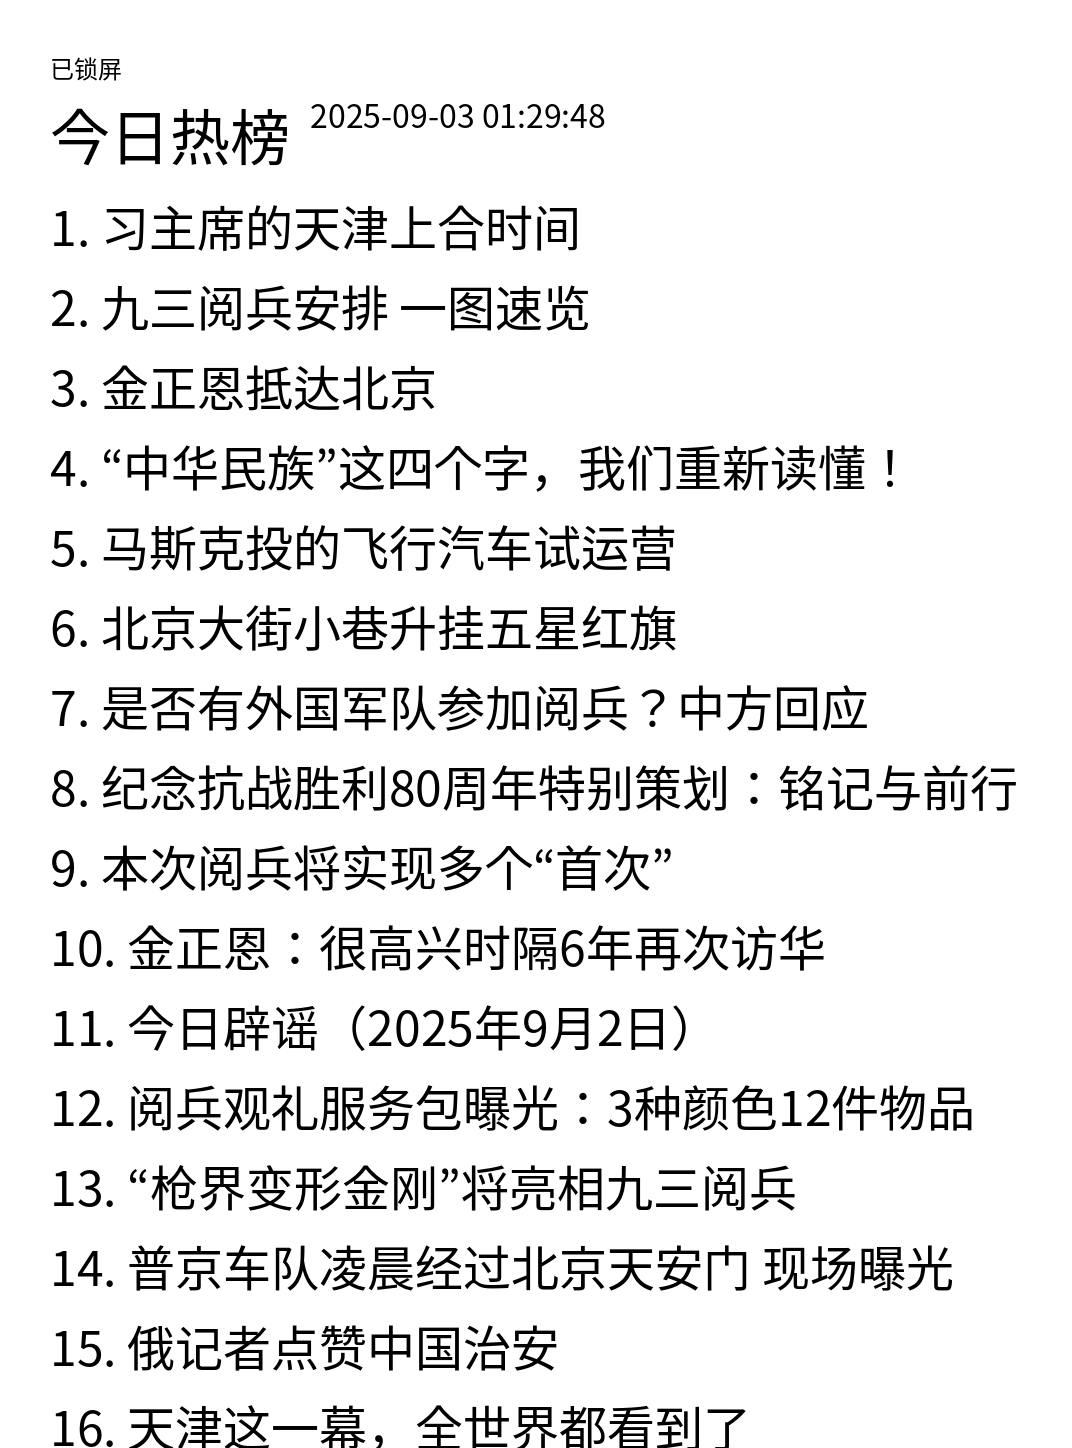 已锁屏
今日热榜 2025-09-03 01:29:48
1. 习主席的天津上合时间
2. 九三阅兵安排 一图速览
3. 金正恩抵达北京
4. “中华民族”这四个字，我们重新读懂！
5. 马斯克投的飞行汽车试运营
6. 北京大街小巷升挂五星红旗
7. 是否有外国军队参加阅兵？中方回应
8. 纪念抗战胜利80周年特别策划：铭记与前行
9. 本次阅兵将实现多个“首次”
10. 金正恩：很高兴时隔6年再次访华
11. 今日辟谣（2025年9月2日）
12. 阅兵观礼服务包曝光：3种颜色12件物品
13. “枪界变形金刚”将亮相九三阅兵
14. 普京车队凌晨经过北京天安门 现场曝光
15. 俄记者点赞中国治安
16. 天津这一幕，全世界都看到了